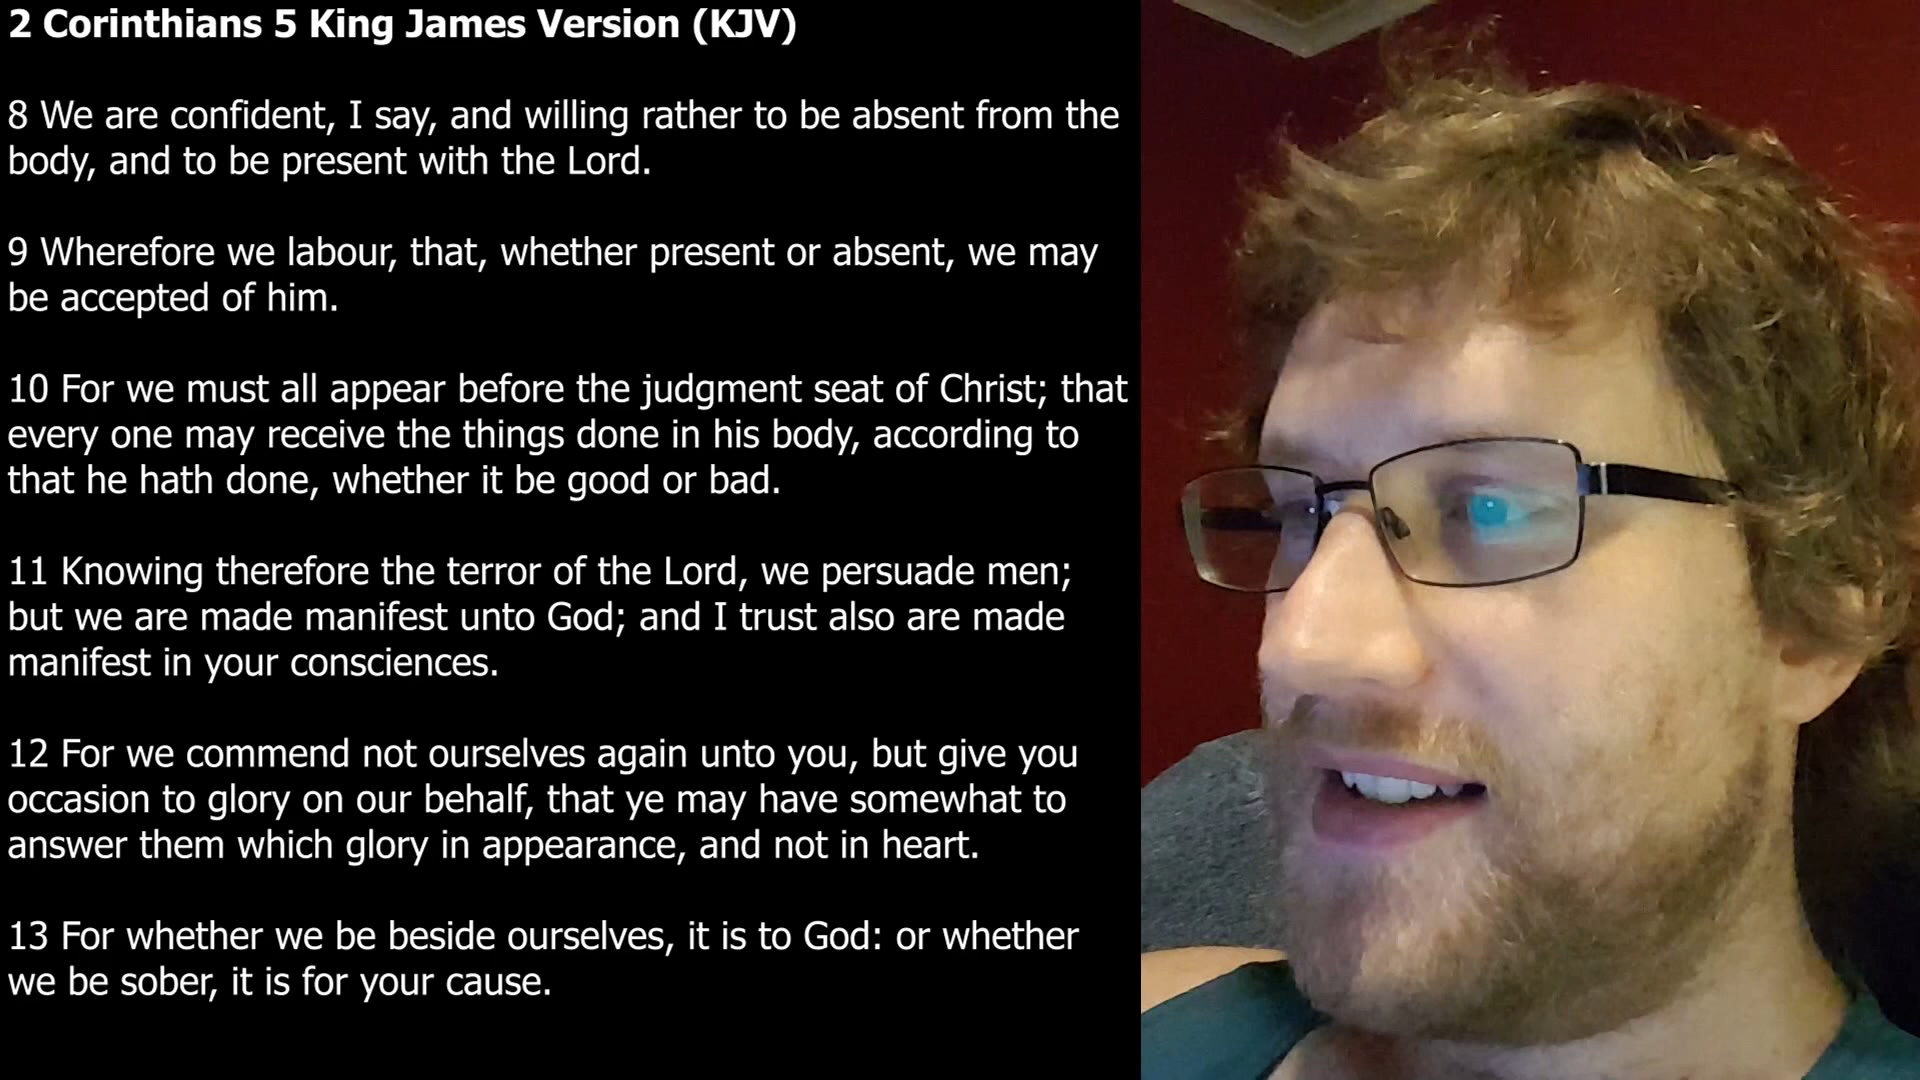 2 Corinthians 5 King James Version (KJV)
8 We are confident, I say, and willing rather to be absent from the
body, and to be present with the Lord.
9 Wherefore we labour, that, whether present or absent, we may
be accepted of him.
10 For we must all appear before the judgment seat of Christ; that
every one may receive the things done in his body, according to
that he hath done, whether it be good or bad.
11 Knowing therefore the terror of the Lord, we persuade men;
but we are made manifest unto God; and I trust also are made
manifest in your consciences.
12 For we commend not ourselves again unto you, but give you
occasion to glory on our behalf, that ye may have somewhat to
answer them which glory in appearance, and not in heart.
13 For whether we be beside ourselves, it is to God: or whether
we be sober, it is for your cause.